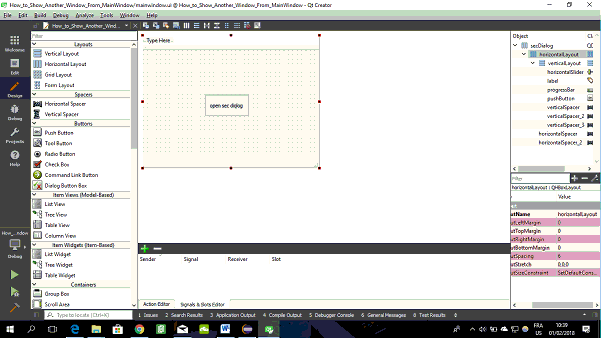 How_to_Show_Another_Window_From_MainWindow/mainwindow.ui @ How_to_Show_Another_Window_From_MainWindow - Qt Creator
File Edit Build Debug Analyze Tools Window Help
How_to_Show_Another_Window_From_MainWindow
Welcome
Edit
Design
Debug
Projects
Help
How_...ndow
Debug
Filter
Layouts
Vertical Layout
Horizontal Layout
Grid Layout
Form Layout
Spacers
Horizontal Spacer
Vertical Spacer
Buttons
Push Button
Tool Button
Radio Button
Check Box
Command Link Button
Dialog Button Box
Item Views (Model-Based)
List View
Tree View
Table View
Column View
Item Widgets (Item-Based)
List Widget
Tree Widget
Table Widget
Containers
Group Box
Scroll Area
Type Here
open sec dialog
Sender Signal Receiver Slot
Action Editor Signals & Slots Editor
Object
secDialog
horizontalLayout
verticalLayout
horizontalSlider
label
progressBar
pushButton
verticalSpacer
verticalSpacer_2
verticalSpacer_3
horizontalSpacer
horizontalSpacer_2
Filter
horizontalLayout : QHBoxLayout
Value
utName horizontalLayout
ut_eftMargin 0
utTopMargin 0
utRightMargin 0
utBottomMargin 0
utSpacing 6
utStretch 0,0,0
utSizeConstraint SetDefaultCons...
Type to locate (Ctrl+K)
1 Issues 2 Search Results 3 Application Output 4 Compile Output 5 Debugger Console 6 General Messages 8 Test Results
FRA
US
10:39
01/02/2018